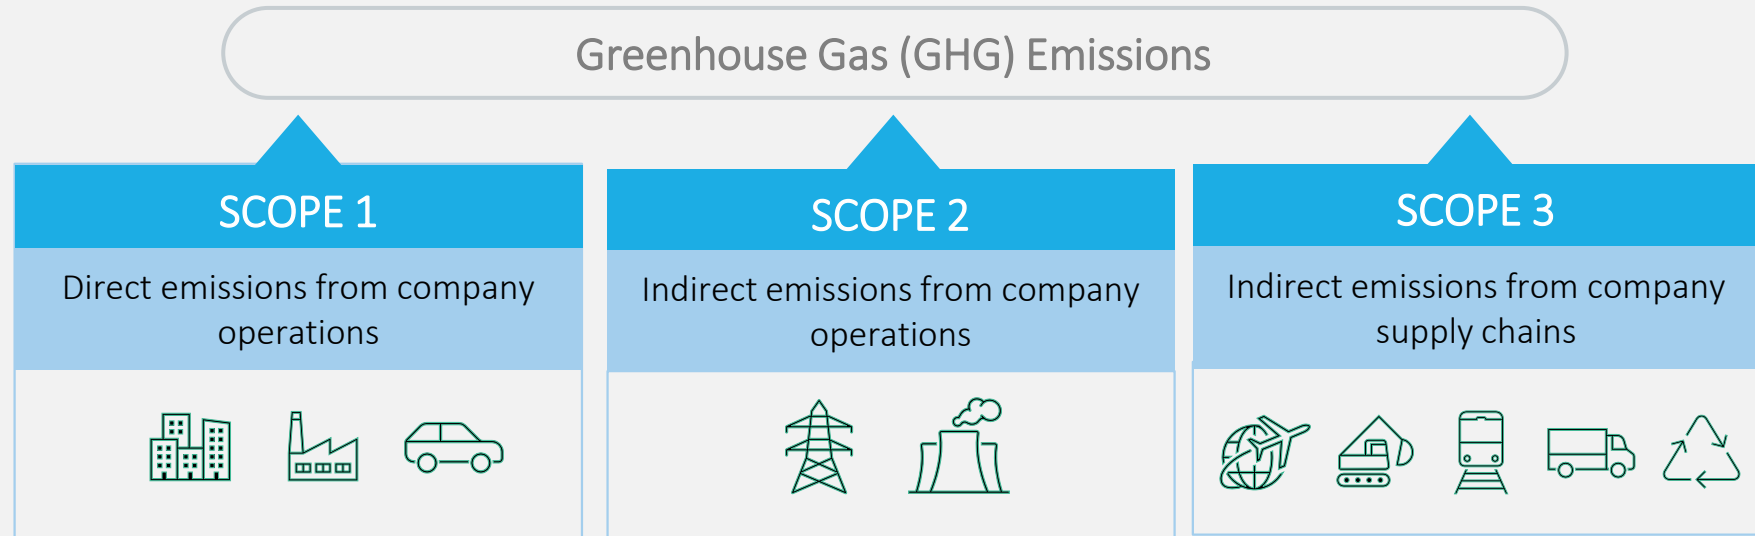 Greenhouse Gas (GHG) Emissions
SCOPE 1
Direct emissions from company
operations
SCOPE 2
Indirect emissions from company
operations
SCOPE 3
Indirect emissions from company
supply chains